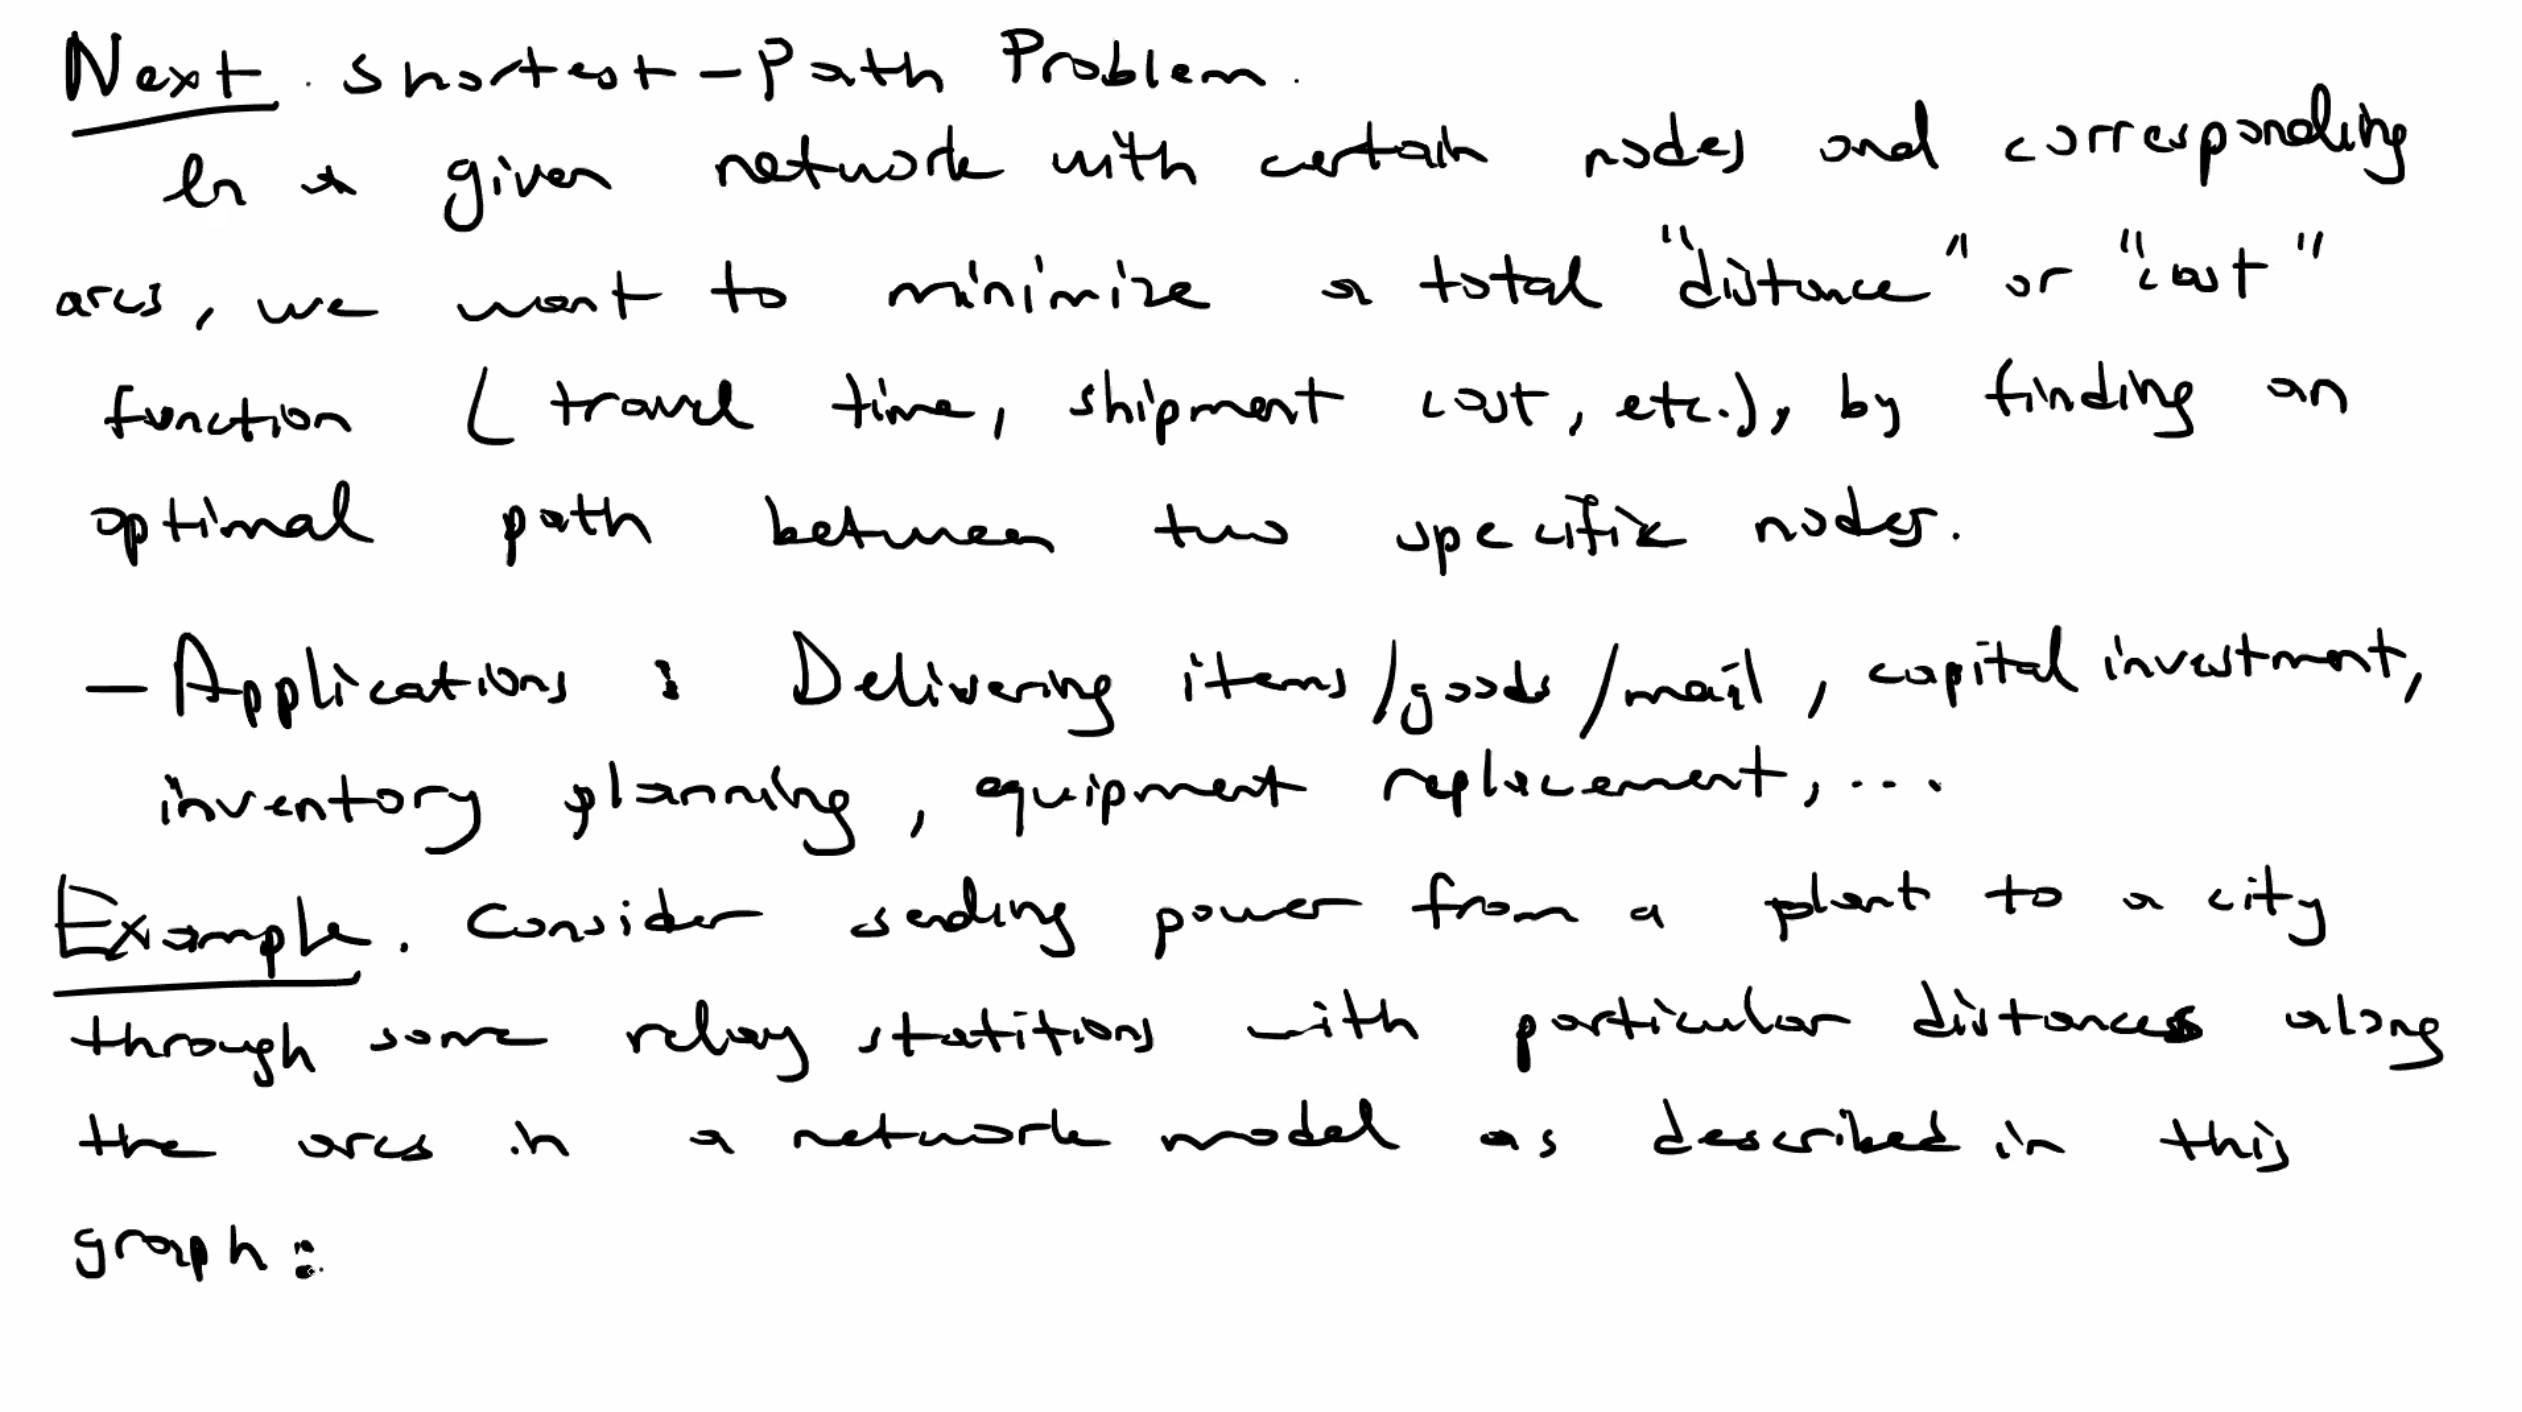 Next. Shortest-Path Problem.
In a given network with certain nodes and corresponding
arcs, we want to minimize a total "distance" or "cost"
function (travel time, shipment cost, etc.), by finding an
optimal path between two specific nodes.
- Applications: Delivering items/goods/mail, capital investment,
inventory planning, equipment replacement, ...
Example. Consider sending power from a plant to a city
through some relay statitions with particular distances along
the arcs in a network model as described in this
graph: